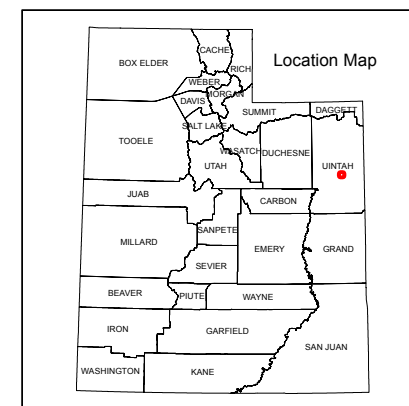 Location Map
BOX ELDER
CACHE
RICH
WEBER
MORGAN
DAVIS
SUMMIT
DAGGETT
SALT LAKE
TOOELE
WASATCH
DUCHESNE
UINTAH
UTAH
JUAB
CARBON
SANPETE
MILLARD
EMERY
GRAND
SEVIER
BEAVER
PIUTE
WAYNE
IRON
GARFIELD
SAN JUAN
WASHINGTON
KANE